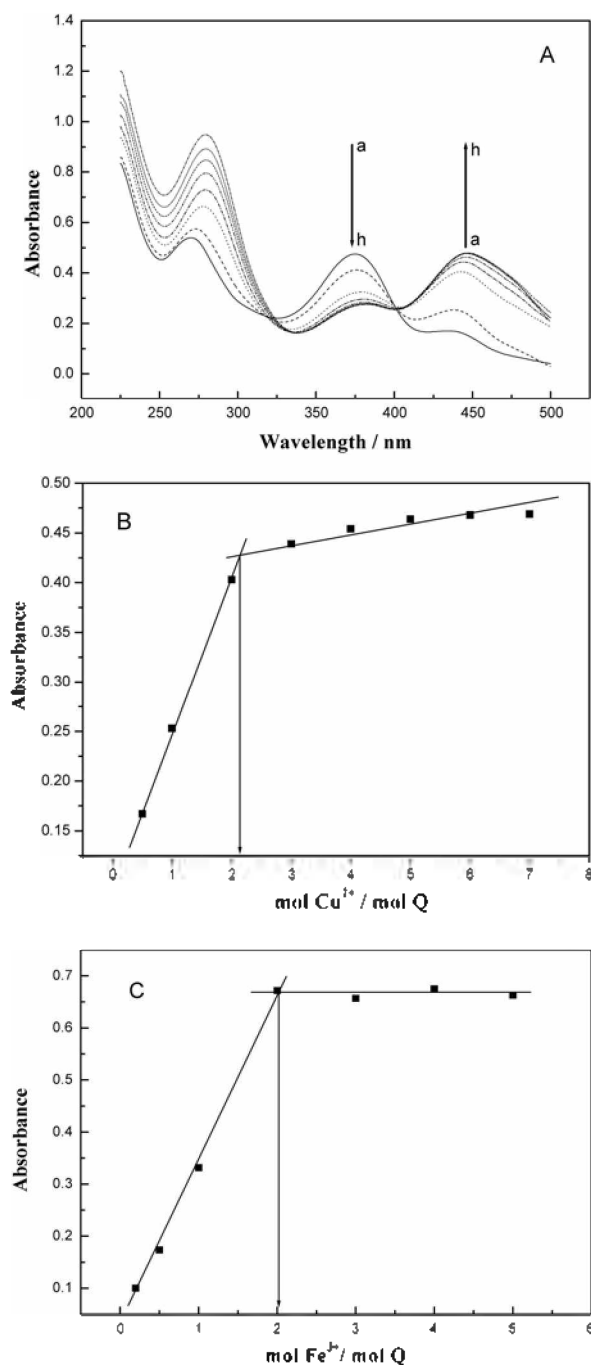 A
1.4
1.2
1.0
0.8
0.6
0.4
0.2
0.0
Absorbance
a
h
h
a
200 250 300 350 400 450 500
Wavelength / nm
B
0.50
0.45
0.40
0.35
0.30
0.25
0.20
0.15
Absorbance
0 1 2 3 4 5 6 7 8
mol Cu²⁺ / mol Q
C
0.7
0.6
0.5
0.4
0.3
0.2
0.1
Absorbance
0 1 2 3 4 5 6
mol Fe³⁺ / mol Q